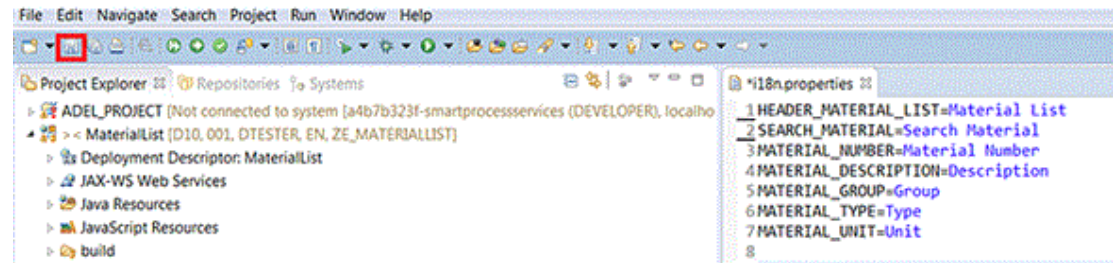 File Edit Navigate Search Project Run Window Help
Project Explorer Repositories Systems
ADEL_PROJECT [Not connected to system [a4b7b323f-smartprocessservices (DEVELOPER), localho
> < MaterialList [D10, 001, DTESTER, EN, ZE_MATERIALLIST]
Deployment Descriptor: MaterialList
JAX-WS Web Services
Java Resources
JavaScript Resources
build
*i18n.properties
1 HEADER_MATERIAL_LIST=Material List
2 SEARCH_MATERIAL=Search Material
3 MATERIAL_NUMBER=Material Number
4 MATERIAL_DESCRIPTION=Description
5 MATERIAL_GROUP=Group
6 MATERIAL_TYPE=Type
7 MATERIAL_UNIT=Unit
8